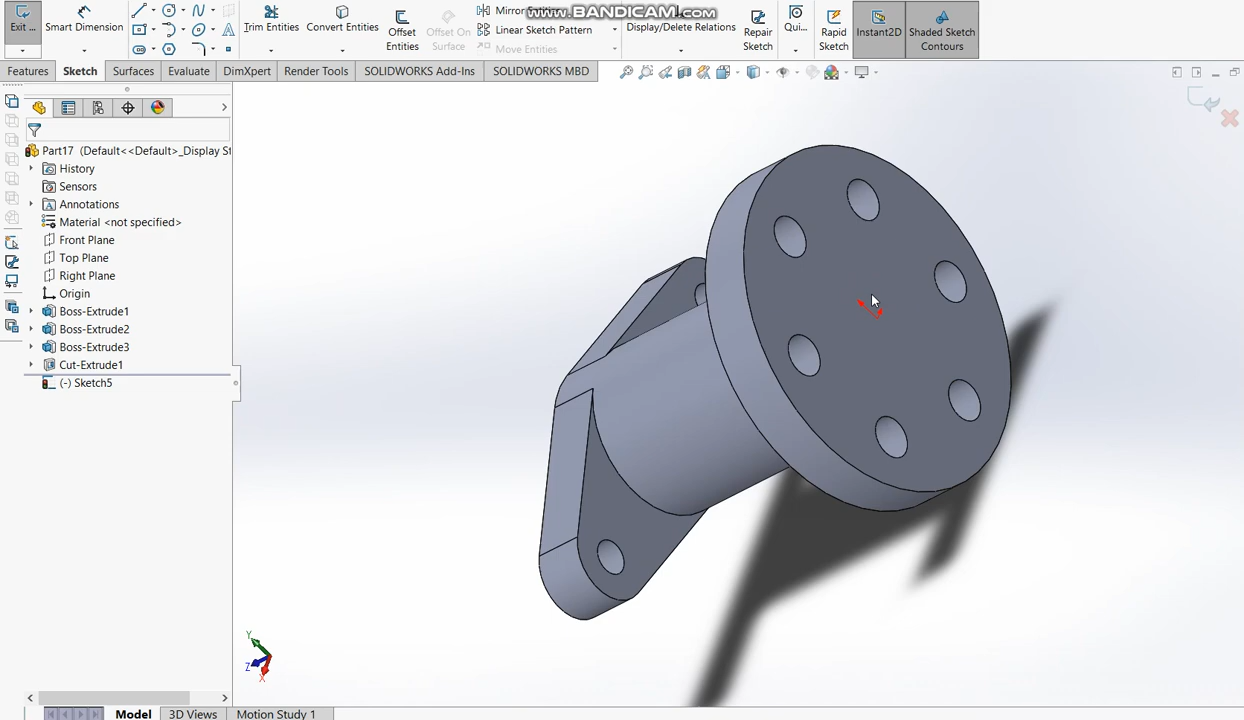 www.BANDICAM.com
Exit ...
Smart Dimension
Trim Entities
Convert Entities
Offset Entities
Offset On Surface
Mirror Entities
Linear Sketch Pattern
Move Entities
Display/Delete Relations
Repair Sketch
Qui...
Rapid Sketch
Instant2D
Shaded Sketch Contours
Features
Sketch
Surfaces
Evaluate
DimXpert
Render Tools
SOLIDWORKS Add-Ins
SOLIDWORKS MBD
Part17 (Default<<Default>_Display St
History
Sensors
Annotations
Material <not specified>
Front Plane
Top Plane
Right Plane
Origin
Boss-Extrude1
Boss-Extrude2
Boss-Extrude3
Cut-Extrude1
(-) Sketch5
Y
Z
X
Model
3D Views
Motion Study 1